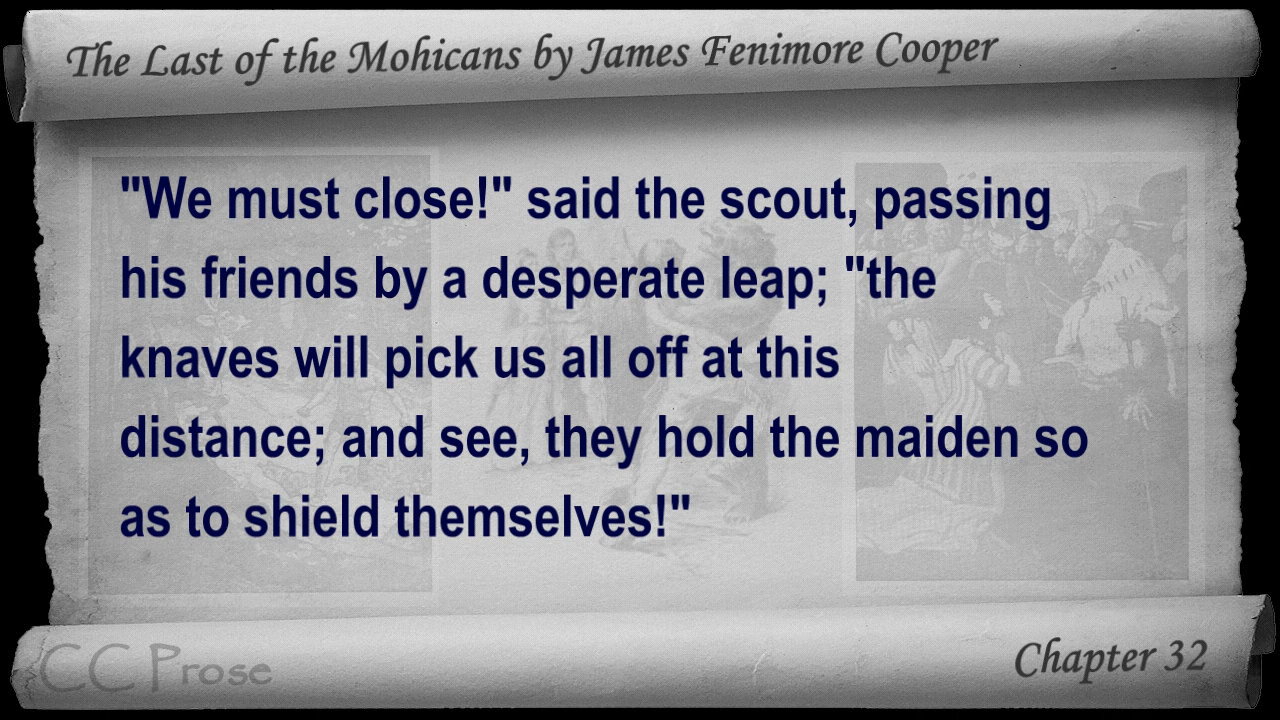 The Last of the Mohicans by James Fenimore Cooper
"We must close!" said the scout, passing
his friends by a desperate leap; "the
knaves will pick us all off at this
distance; and see, they hold the maiden so
as to shield themselves!"
CC Prose
Chapter 32